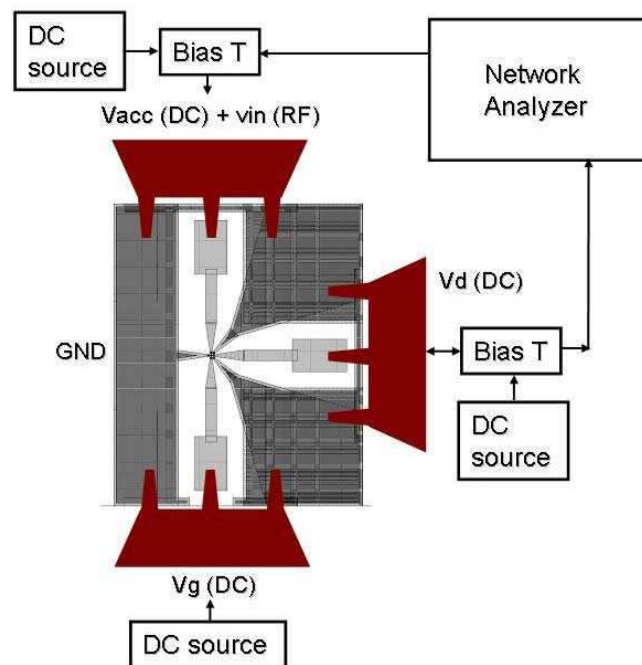 DC
source
Bias T
Network
Analyzer
Vacc (DC) + vin (RF)
Vd (DC)
GND
Bias T
DC
source
Vg (DC)
DC source